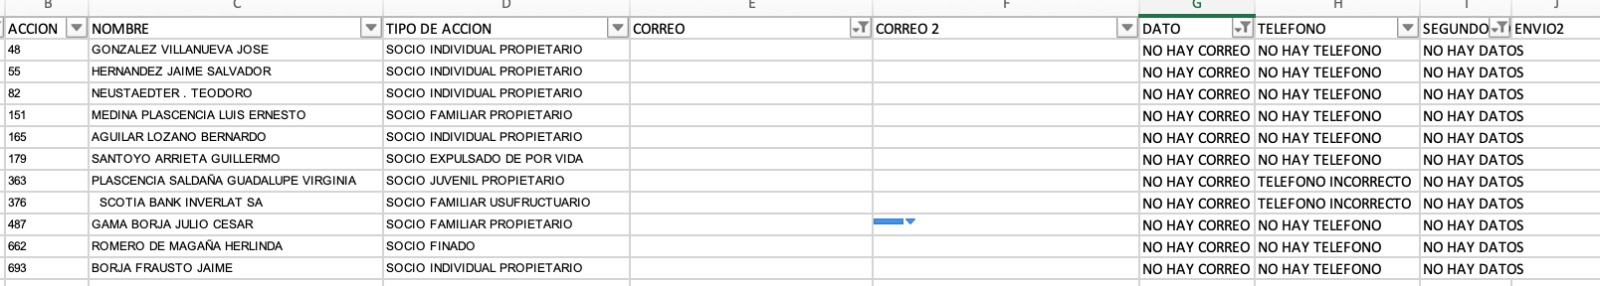 B C D E F G H I J
ACCION NOMBRE TIPO DE ACCION CORREO CORREO 2 DATO TELEFONO SEGUNDO ENVIO2
48 GONZALEZ VILLANUEVA JOSE SOCIO INDIVIDUAL PROPIETARIO NO HAY CORREO NO HAY TELEFONO NO HAY DATOS
55 HERNANDEZ JAIME SALVADOR SOCIO INDIVIDUAL PROPIETARIO NO HAY CORREO NO HAY TELEFONO NO HAY DATOS
82 NEUSTAEDTER . TEODORO SOCIO INDIVIDUAL PROPIETARIO NO HAY CORREO NO HAY TELEFONO NO HAY DATOS
151 MEDINA PLASCENCIA LUIS ERNESTO SOCIO FAMILIAR PROPIETARIO NO HAY CORREO NO HAY TELEFONO NO HAY DATOS
165 AGUILAR LOZANO BERNARDO SOCIO INDIVIDUAL PROPIETARIO NO HAY CORREO NO HAY TELEFONO NO HAY DATOS
179 SANTOYO ARRIETA GUILLERMO SOCIO EXPULSADO DE POR VIDA NO HAY CORREO NO HAY TELEFONO NO HAY DATOS
363 PLASCENCIA SALDAÑA GUADALUPE VIRGINIA SOCIO JUVENIL PROPIETARIO NO HAY CORREO TELEFONO INCORRECTO NO HAY DATOS
376 SCOTIA BANK INVERLAT SA SOCIO FAMILIAR USUFRUCTUARIO NO HAY CORREO TELEFONO INCORRECTO NO HAY DATOS
487 GAMA BORJA JULIO CESAR SOCIO FAMILIAR PROPIETARIO NO HAY CORREO NO HAY TELEFONO NO HAY DATOS
662 ROMERO DE MAGAÑA HERLINDA SOCIO FINADO NO HAY CORREO NO HAY TELEFONO NO HAY DATOS
693 BORJA FRAUSTO JAIME SOCIO INDIVIDUAL PROPIETARIO NO HAY CORREO NO HAY TELEFONO NO HAY DATOS